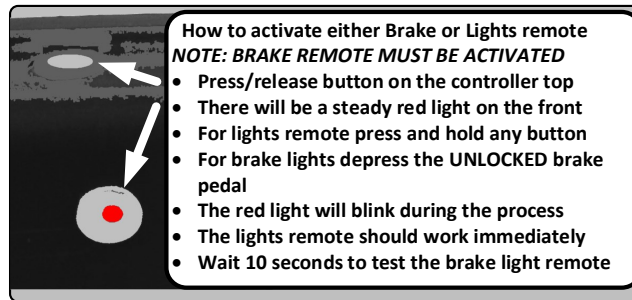 How to activate either Brake or Lights remote
NOTE: BRAKE REMOTE MUST BE ACTIVATED
• Press/release button on the controller top
• There will be a steady red light on the front
• For lights remote press and hold any button
• For brake lights depress the UNLOCKED brake
pedal
• The red light will blink during the process
• The lights remote should work immediately
• Wait 10 seconds to test the brake light remote